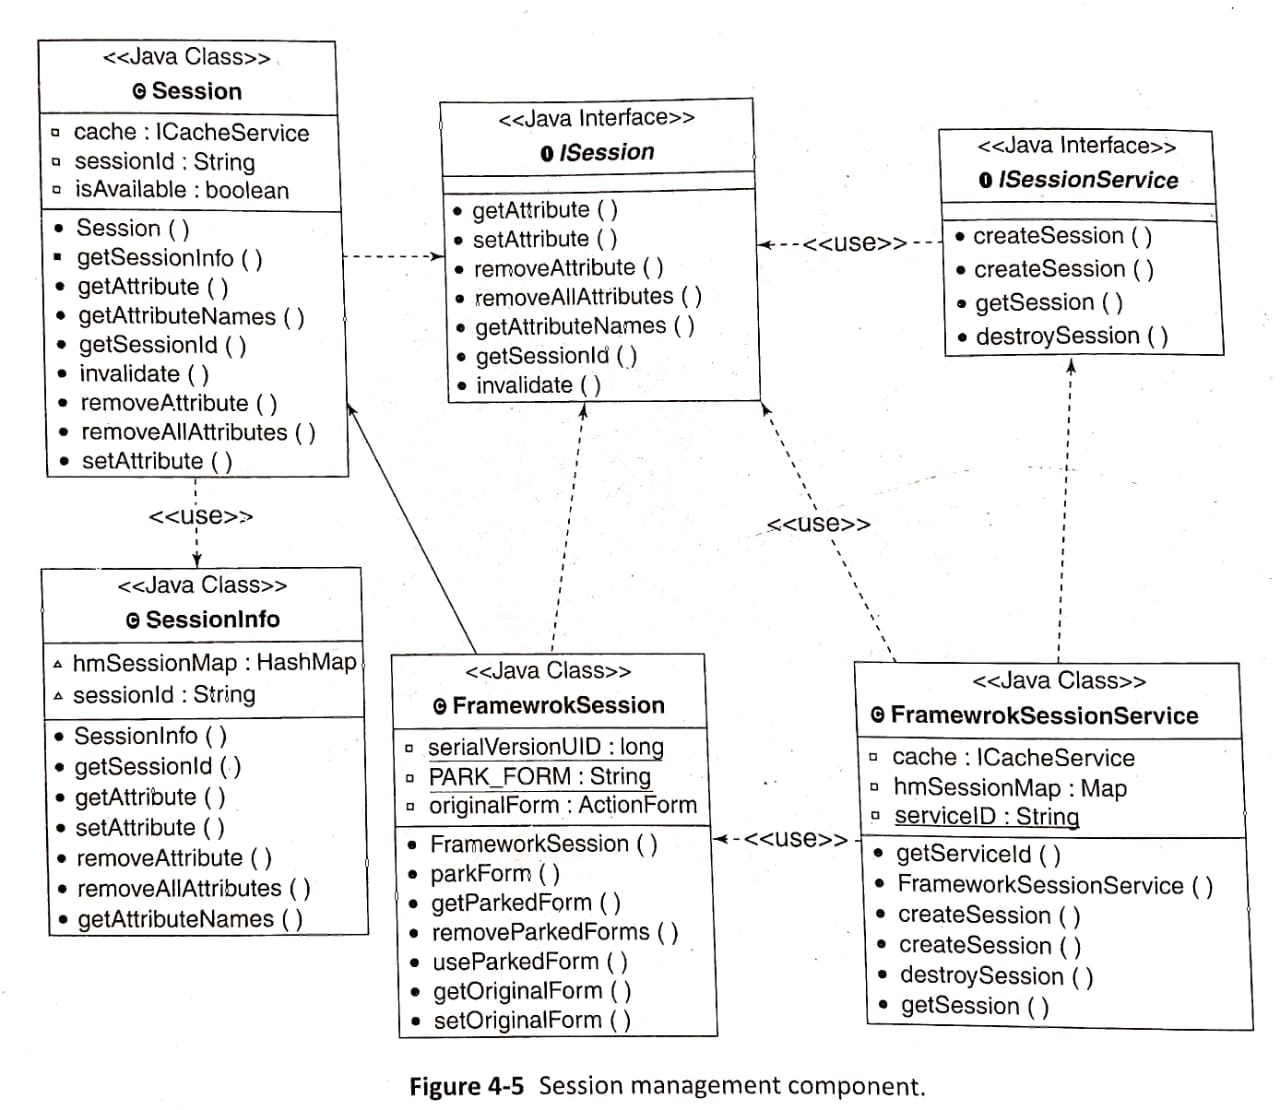 <<Java Class>>
Session
cache : ICacheService
sessionId : String
isAvailable : boolean
Session ( )
getSessionInfo ( )
getAttribute ( )
getAttributeNames ( )
getSessionId ( )
invalidate ( )
removeAttribute ( )
removeAllAttributes ( )
setAttribute ( )
<<Java Interface>>
ISession
getAttribute ( )
setAttribute ( )
removeAttribute ( )
removeAllAttributes ( )
getAttributeNames ( )
getSessionId ( )
invalidate ( )
<<use>>
<<Java Interface>>
ISessionService
createSession ( )
createSession ( )
getSession ( )
destroySession ( )
<<use>>
<<use>>
<<Java Class>>
SessionInfo
hmSessionMap : HashMap
sessionId : String
SessionInfo ( )
getSessionId ( )
getAttribute ( )
setAttribute ( )
removeAttribute ( )
removeAllAttributes ( )
getAttributeNames ( )
<<Java Class>>
FramewrokSession
serialVersionUID : long
PARK_FORM : String
originalForm : ActionForm
FrameworkSession ( )
parkForm ( )
getParkedForm ( )
removeParkedForms ( )
useParkedForm ( )
getOriginalForm ( )
setOriginalForm ( )
<<use>>
<<Java Class>>
FramewrokSessionService
cache : ICacheService
hmSessionMap : Map
serviceID : String
getServiceId ( )
FrameworkSessionService ( )
createSession ( )
createSession ( )
destroySession ( )
getSession ( )
Figure 4-5 Session management component.